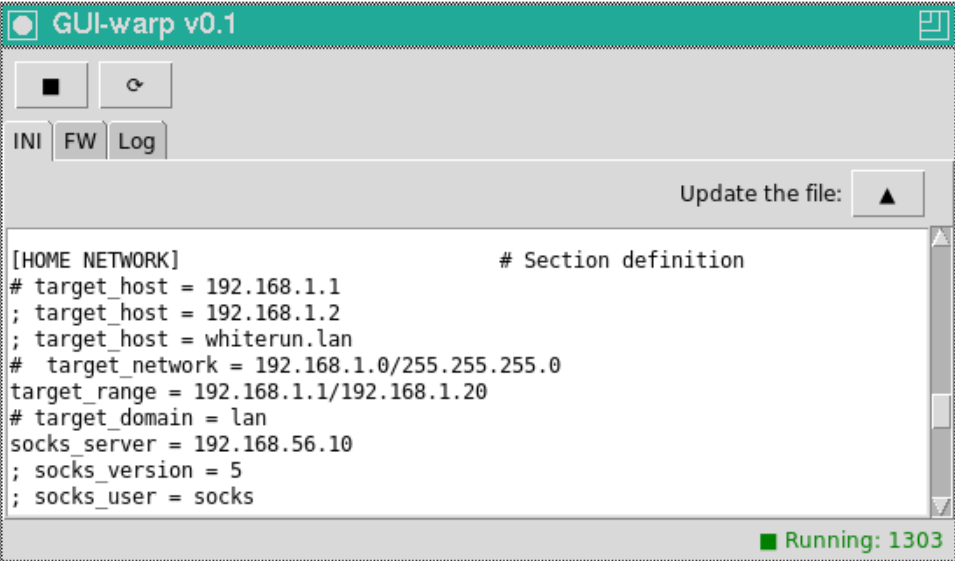 GUI-warp v0.1
INI FW Log
Update the file:
[HOME NETWORK] # Section definition
# target_host = 192.168.1.1
; target_host = 192.168.1.2
; target_host = whiterun.lan
#  target_network = 192.168.1.0/255.255.255.0
target_range = 192.168.1.1/192.168.1.20
# target_domain = lan
socks_server = 192.168.56.10
; socks_version = 5
; socks_user = socks
Running: 1303